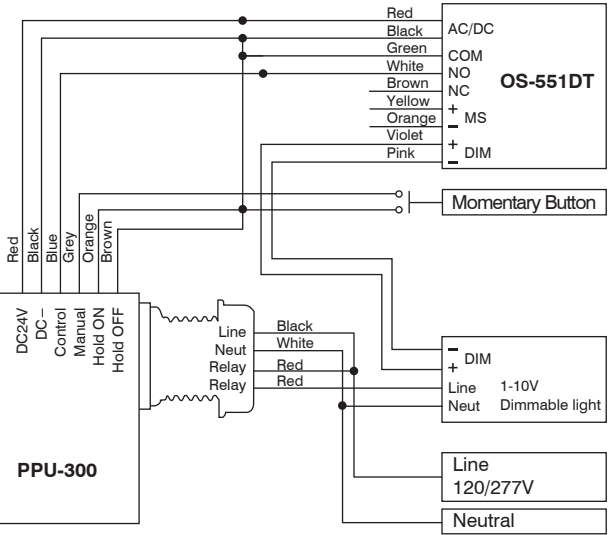 Red
Black
Green
White
Brown
Yellow
Orange
Violet
Pink
AC/DC
COM
NO
NC
+
− MS
+
− DIM
OS-551DT
Momentary Button
Red
Black
Blue
Grey
Orange
Brown
DC24V
DC−
Control
Manual
Hold ON
Hold OFF
PPU-300
Line
Neut
Relay
Relay
Black
White
Red
Red
− DIM
+
Line 1-10V
Neut Dimmable light
Line
120/277V
Neutral